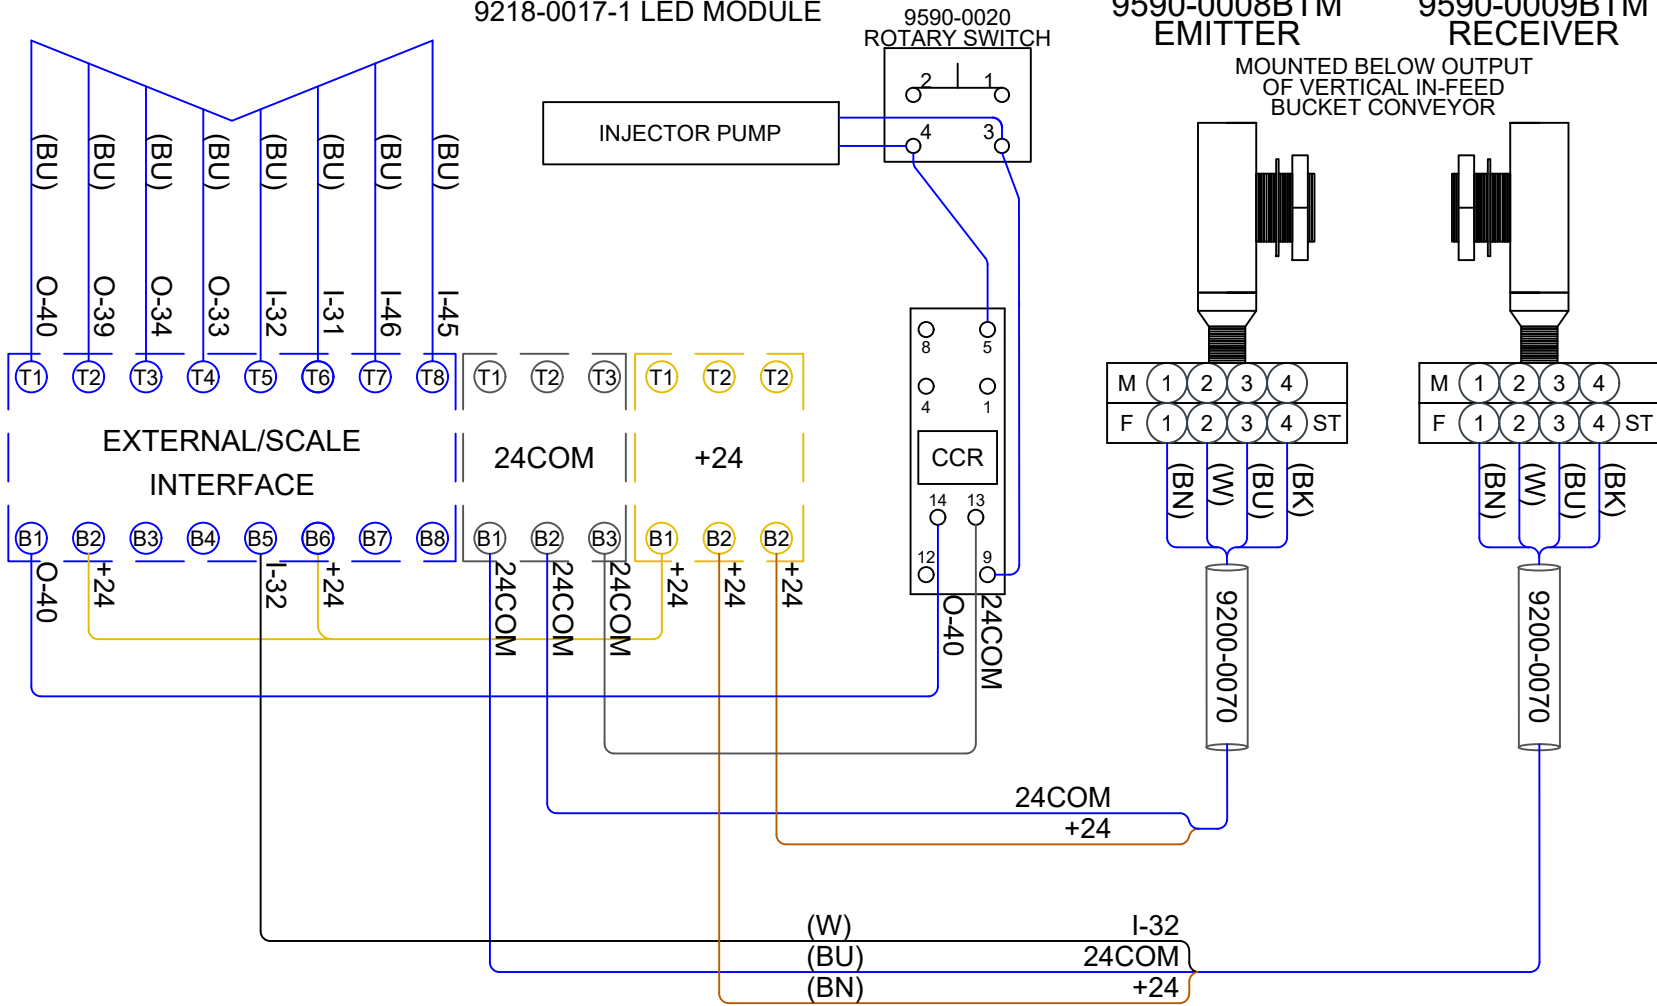 9218-0017-1 LED MODULE
9590-0020
ROTARY SWITCH
9590-0008BTM
EMITTER
9590-0009BTM
RECEIVER
MOUNTED BELOW OUTPUT
OF VERTICAL IN-FEED
BUCKET CONVEYOR
2 1
4 3
INJECTOR PUMP
(BU) (BU) (BU) (BU) (BU) (BU) (BU) (BU)
O-40 O-39 O-34 O-33 I-32 I-31 I-46 I-45
T1 T2 T3 T4 T5 T6 T7 T8
T1 T2 T3
T1 T2 T2
EXTERNAL/SCALE
INTERFACE
24COM
+24
B1 B2 B3 B4 B5 B6 B7 B8
B1 B2 B3
B1 B2 B2
O-40 +24 I-32 +24 24COM 24COM 24COM +24 +24 +24
8 5
4 1
CCR
14 13
12 9
O-40 24COM
M 1 2 3 4
F 1 2 3 4 ST
(BN) (W) (BU) (BK)
9200-0070
M 1 2 3 4
F 1 2 3 4 ST
(BN) (W) (BU) (BK)
9200-0070
24COM
+24
(W) I-32
(BU) 24COM
(BN) +24